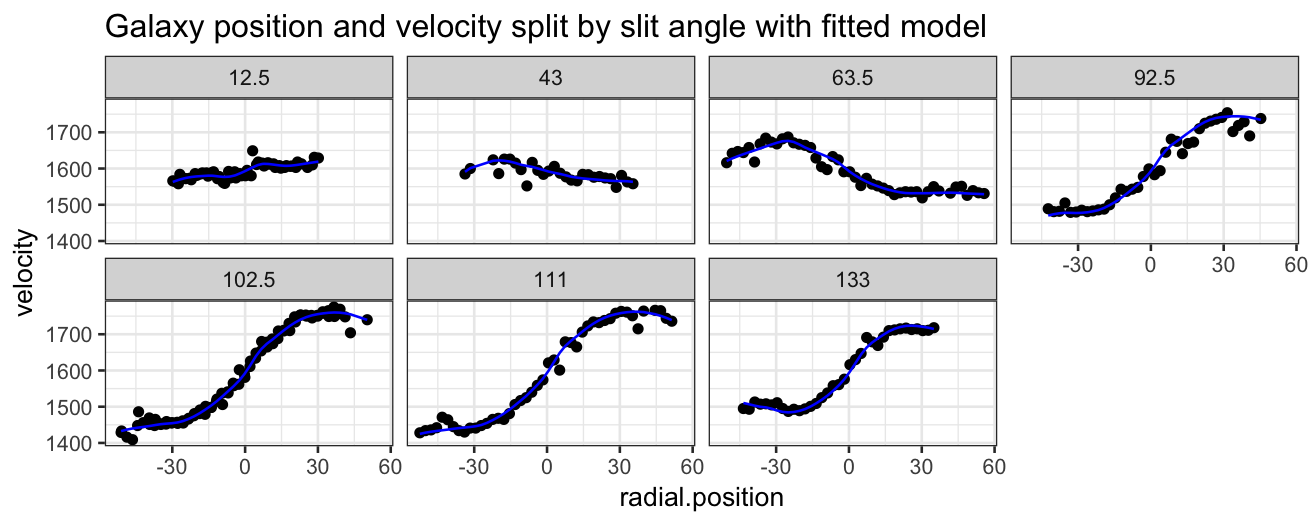 Galaxy position and velocity split by slit angle with fitted model
12.5 43 63.5 92.5
1700
1600
1500
1400
-30 0 30 60
velocity
102.5 111 133
1700
1600
1500
1400
-30 0 30 60 -30 0 30 60 -30 0 30 60
radial.position